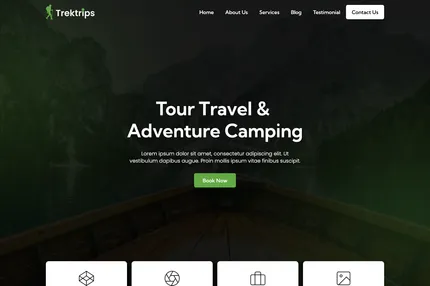 Trektrips
Home About Us Services Blog Testimonial Contact Us
Tour Travel &
Adventure Camping
Lorem ipsum dolor sit amet, consectetur adipiscing elit. Ut
vestibulum dapibus augue. Proin mollis ipsum vitae finibus suscipit.
Book Now